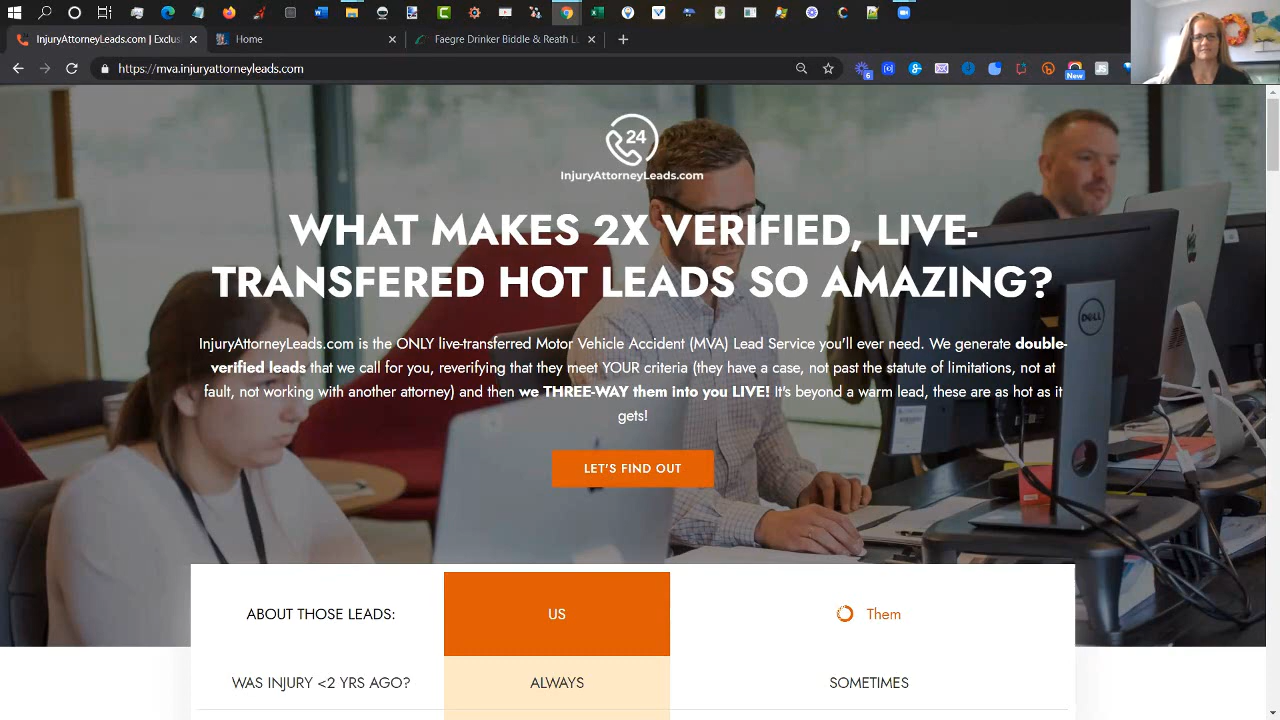 InjuryAttorneyLeads.com | Exclus
Home
Faegre Drinker Biddle & Reath L
https://mva.injuryattorneyleads.com
6
New
24
InjuryAttorneyLeads.com
WHAT MAKES 2X VERIFIED, LIVE-
TRANSFERED HOT LEADS SO AMAZING?
InjuryAttorneyLeads.com is the ONLY live-transferred Motor Vehicle Accident (MVA) Lead Service you'll ever need. We generate double-
verified leads that we call for you, reverifying that they meet YOUR criteria (they have a case, not past the statute of limitations, not at
fault, not working with another attorney) and then we THREE-WAY them into you LIVE! It's beyond a warm lead, these are as hot as it
gets!
DELL
LET'S FIND OUT
ABOUT THOSE LEADS:
US
Them
WAS INJURY <2 YRS AGO?
ALWAYS
SOMETIMES